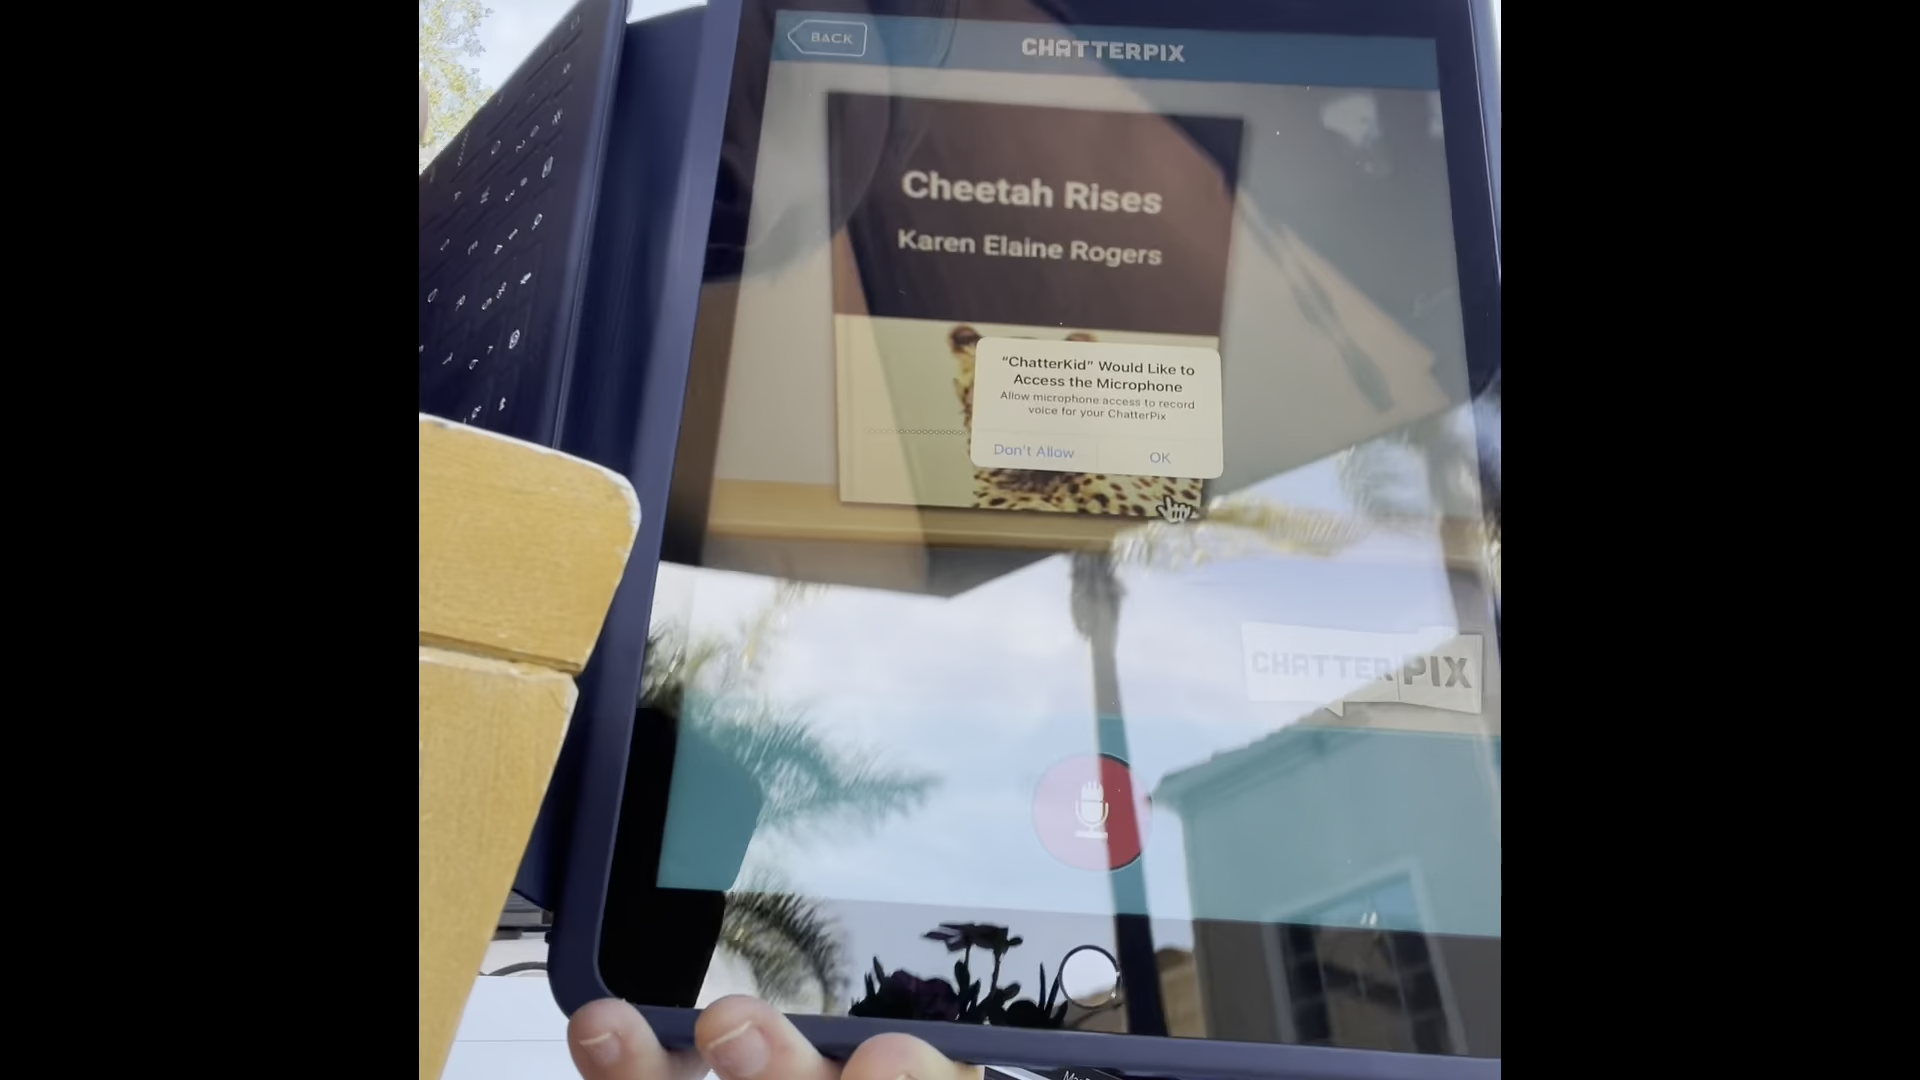 BACK
CHATTERPIX
Cheetah Rises
Karen Elaine Rogers
“ChatterKid” Would Like to
Access the Microphone
Allow microphone access to record
voice for your ChatterPix
Don't Allow
OK
CHATTERPIX